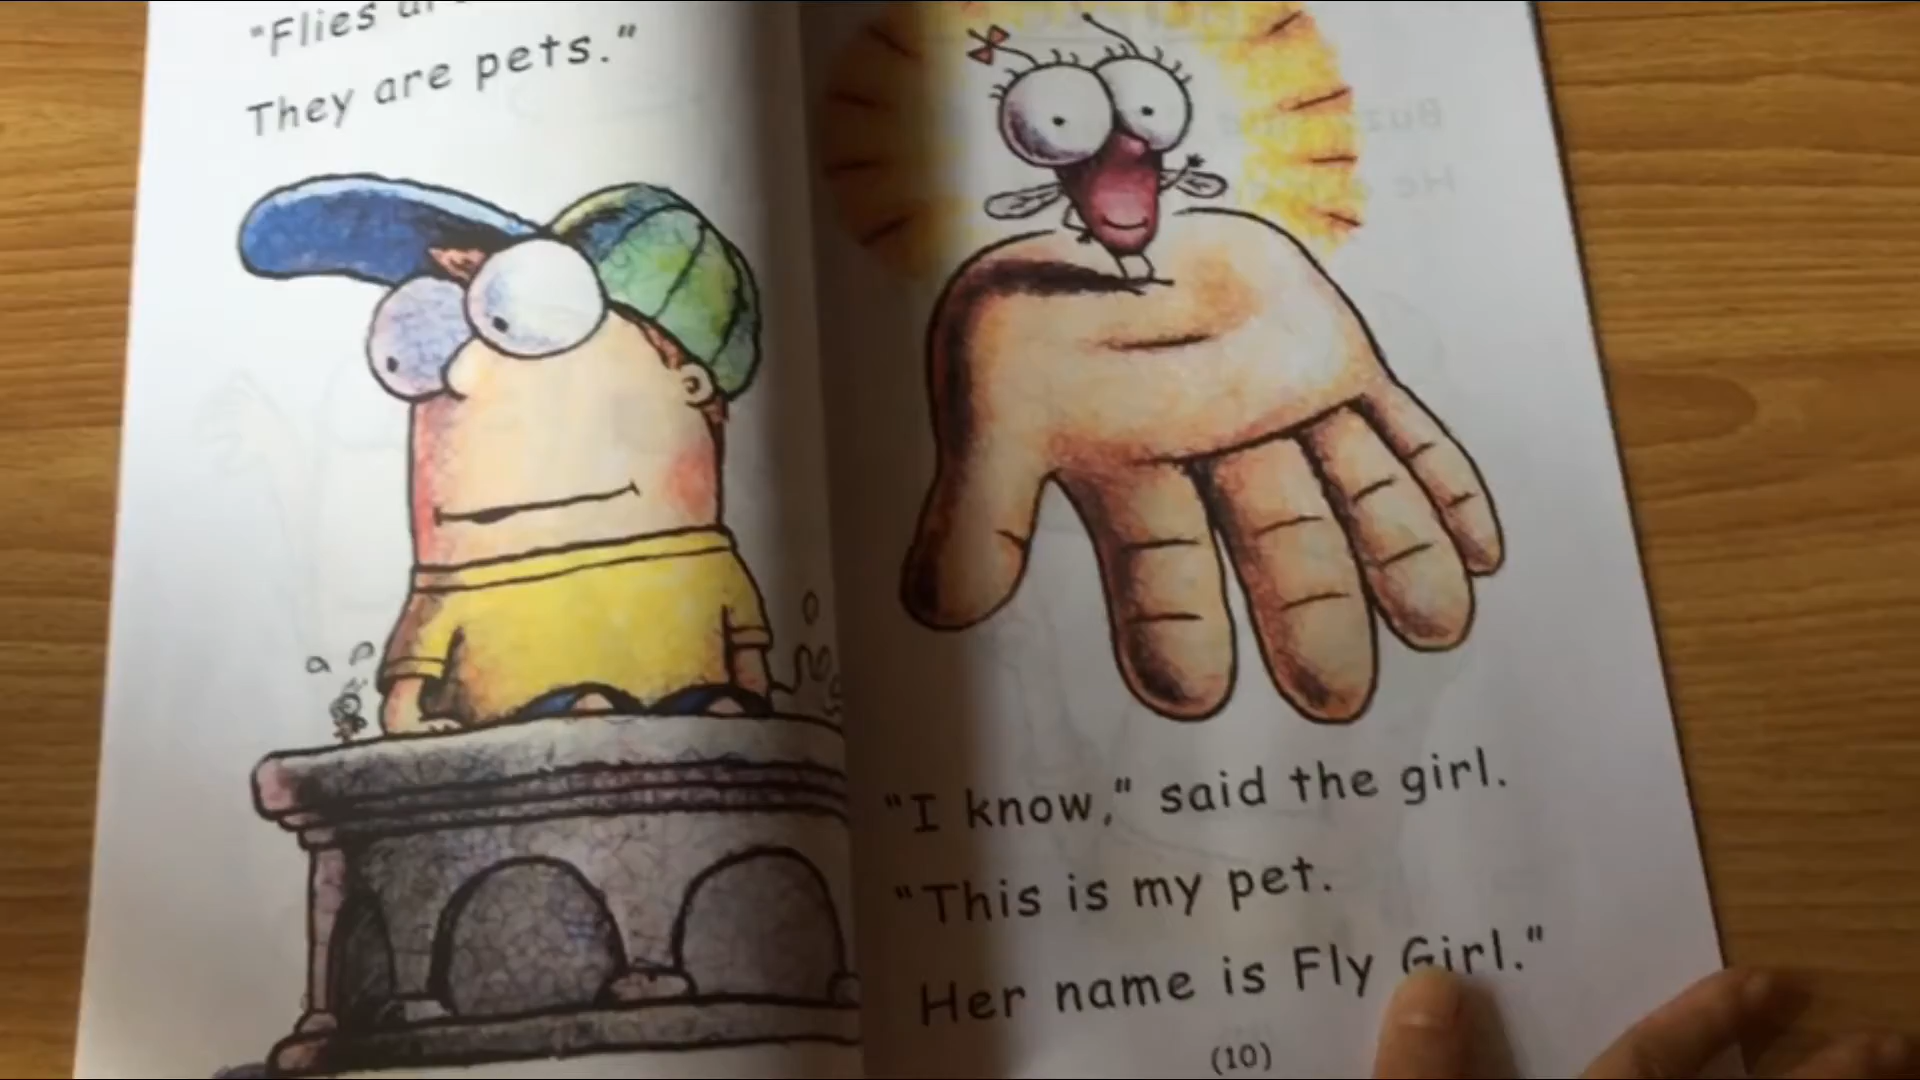 "Flies
They are pets."
"I know," said the girl.
"This is my pet.
Her name is Fly Girl."
(10)